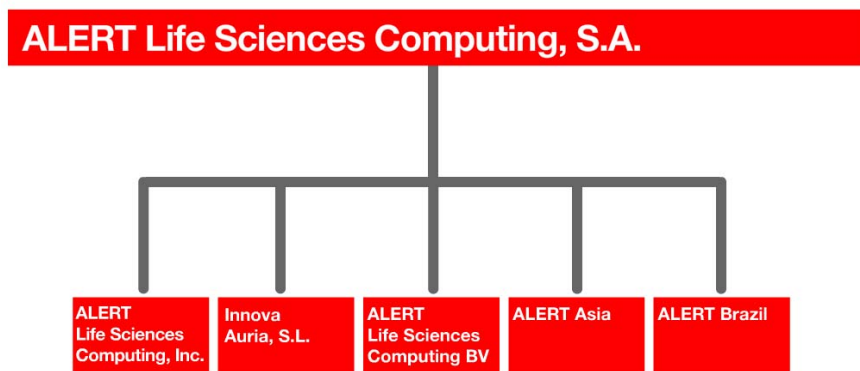 ALERT Life Sciences Computing, S.A.
ALERT
Life Sciences
Computing, Inc.
Innova
Auria, S.L.
ALERT
Life Sciences
Computing BV
ALERT Asia
ALERT Brazil